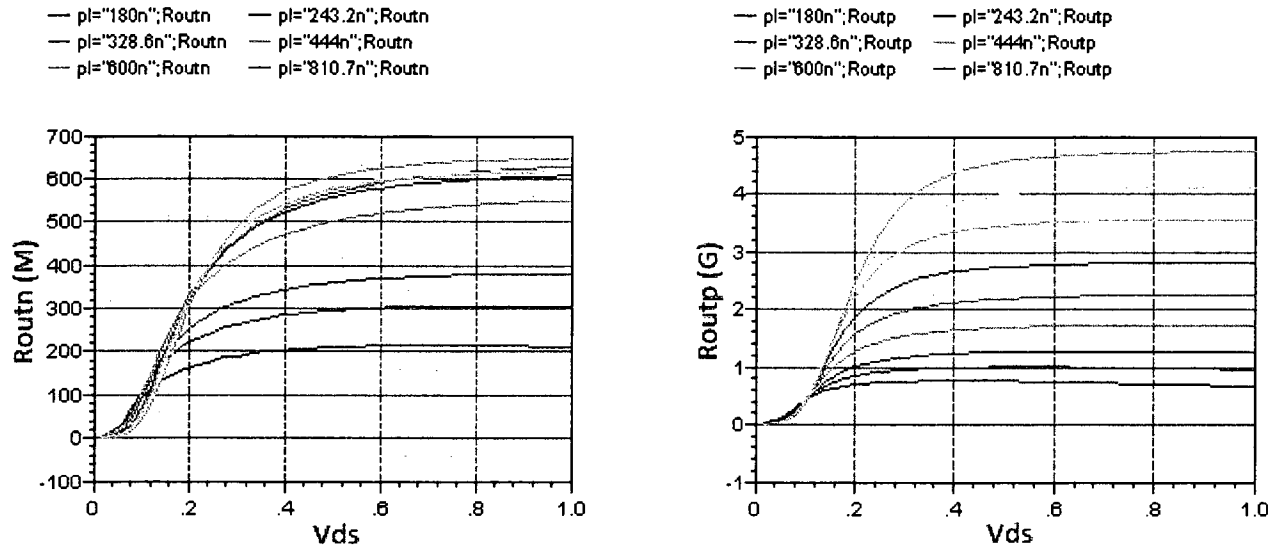 pl="180n";Routn pl="243.2n";Routn
pl="328.6n";Routn pl="444n";Routn
pl="600n";Routn pl="810.7n";Routn
700
600
500
400
300
200
100
0
-100
Routn (M)
0 .2 .4 .6 .8 1.0
Vds
pl="180n";Routp pl="243.2n";Routp
pl="328.6n";Routp pl="444n";Routp
pl="600n";Routp pl="810.7n";Routp
5
4
3
2
1
0
-1
Routp (G)
0 .2 .4 .6 .8 1.0
Vds